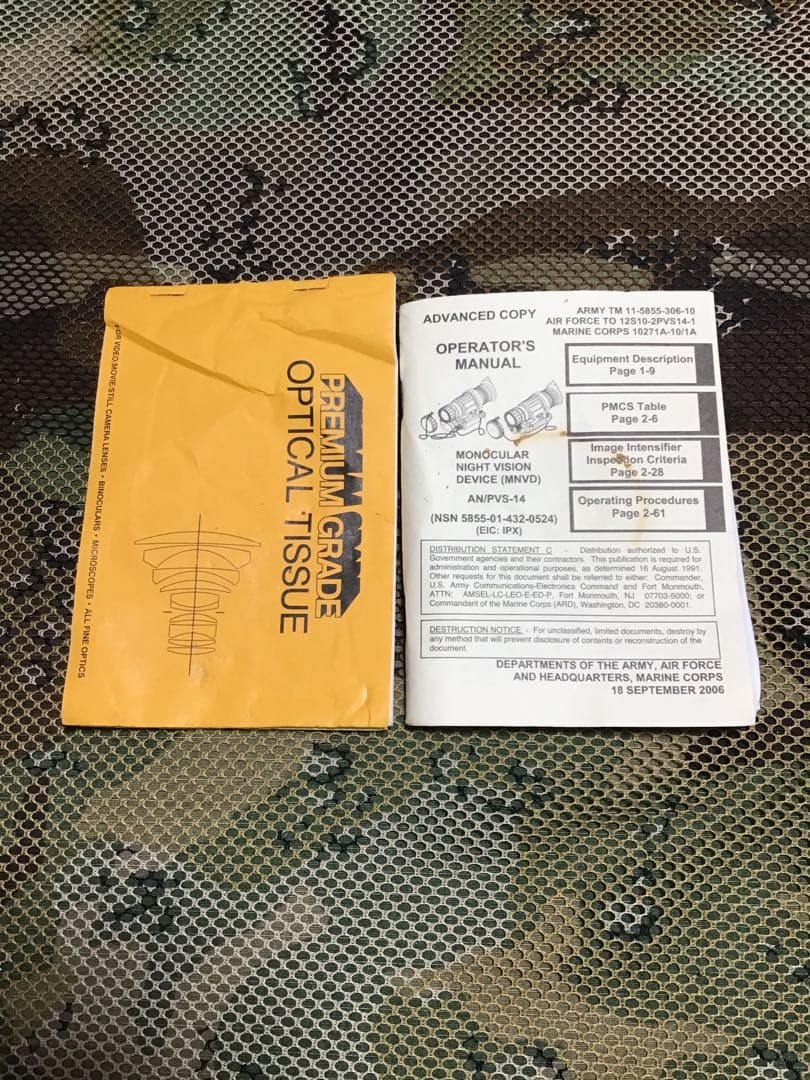 PREMIUM GRADE
OPTICAL TISSUE
FOR VIDEO/MOVIE/STILL CAMERA LENSES • BINOCULARS • MICROSCOPES • ALL FINE OPTICS
ADVANCED COPY
ARMY TM 11-5855-306-10
AIR FORCE TO 12S10-2PVS14-1
MARINE CORPS 10271A-10/1A
OPERATOR'S
MANUAL
MONOCULAR
NIGHT VISION
DEVICE (MNVD)
AN/PVS-14
(NSN 5855-01-432-0524)
(EIC: IPX)
Equipment Description
Page 1-9
PMCS Table
Page 2-6
Image Intensifier
Inspection Criteria
Page 2-28
Operating Procedures
Page 2-61
DISTRIBUTION STATEMENT C - Distribution authorized to U.S.
Government agencies and their contractors. This publication is required for
administration and operational purposes, as determined 16 August 1991.
Other requests for this document shall be referred to either: Commander,
U.S. Army Communications-Electronics Command and Fort Monmouth,
ATTN: AMSEL-LC-LEO-E-ED-P, Fort Monmouth, NJ 07703-5000; or
Commandant of the Marine Corps (ARD), Washington, DC 20380-0001.
DESTRUCTION NOTICE - For unclassified, limited documents, destroy by
any method that will prevent disclosure of contents or reconstruction of the
document.
DEPARTMENTS OF THE ARMY, AIR FORCE
AND HEADQUARTERS, MARINE CORPS
18 SEPTEMBER 2006